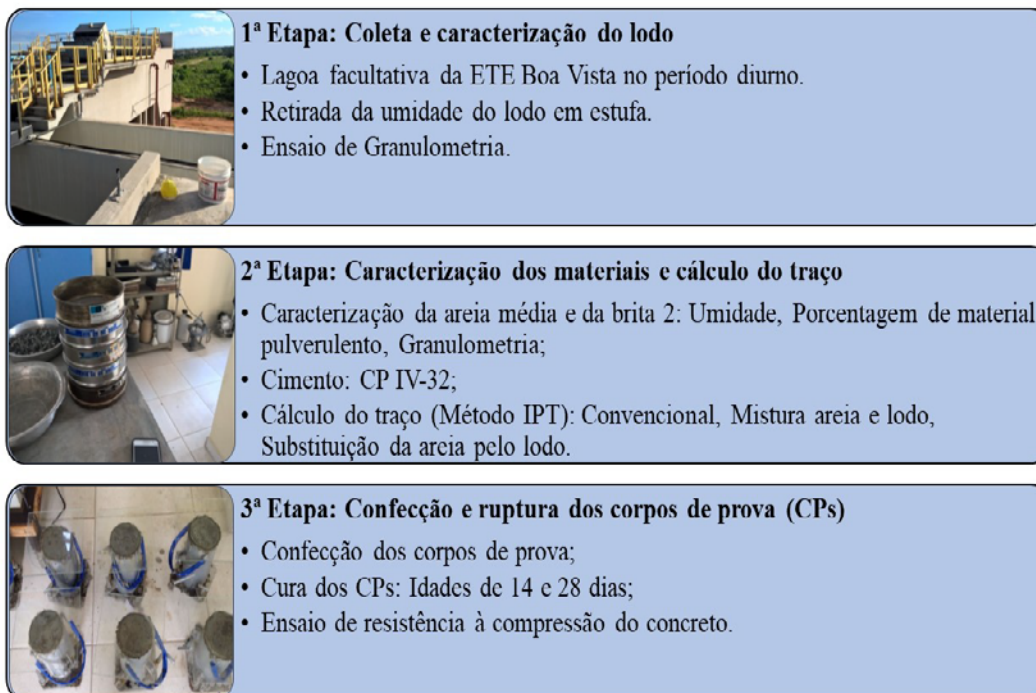 1ª Etapa: Coleta e caracterização do lodo
• Lagoa facultativa da ETE Boa Vista no período diurno.
• Retirada da umidade do lodo em estufa.
• Ensaio de Granulometria.
2ª Etapa: Caracterização dos materiais e cálculo do traço
• Caracterização da areia média e da brita 2: Umidade, Porcentagem de material
pulverulento, Granulometria;
• Cimento: CP IV-32;
• Cálculo do traço (Método IPT): Convencional, Mistura areia e lodo,
Substituição da areia pelo lodo.
3ª Etapa: Confecção e ruptura dos corpos de prova (CPs)
• Confecção dos corpos de prova;
• Cura dos CPs: Idades de 14 e 28 dias;
• Ensaio de resistência à compressão do concreto.